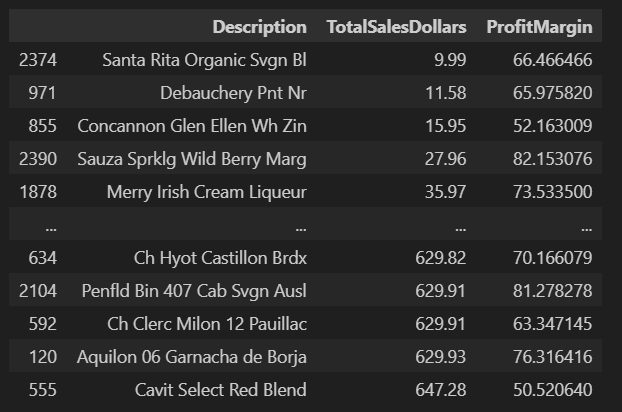 Description TotalSalesDollars ProfitMargin
2374 Santa Rita Organic Svgn Bl 9.99 66.466466
971 Debauchery Pnt Nr 11.58 65.975820
855 Concannon Glen Ellen Wh Zin 15.95 52.163009
2390 Sauza Sprklg Wild Berry Marg 27.96 82.153076
1878 Merry Irish Cream Liqueur 35.97 73.533500
... ... ... ...
634 Ch Hyot Castillon Brdx 629.82 70.166079
2104 Penfld Bin 407 Cab Svgn Ausl 629.91 81.278278
592 Ch Clerc Milon 12 Pauillac 629.91 63.347145
120 Aquilon 06 Garnacha de Borja 629.93 76.316416
555 Cavit Select Red Blend 647.28 50.520640